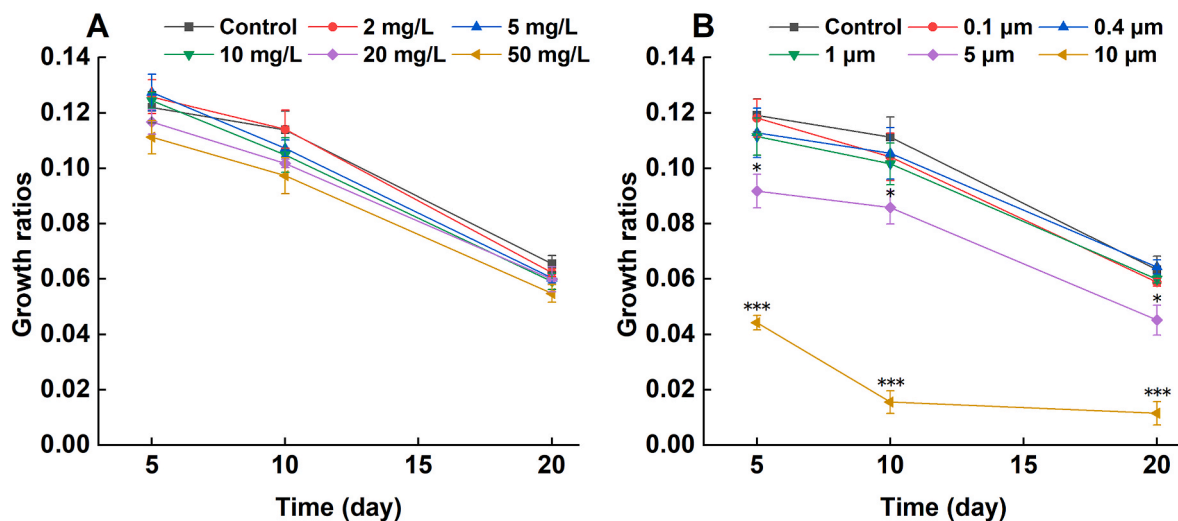 A
Control 2 mg/L 5 mg/L
10 mg/L 20 mg/L 50 mg/L
0.14
0.12
0.10
0.08
0.06
0.04
0.02
0.00
Growth ratios
5 10 15 20
Time (day)
B
Control 0.1 µm 0.4 µm
1 µm 5 µm 10 µm
0.14
0.12
0.10
0.08
0.06
0.04
0.02
0.00
Growth ratios
* * *
*** *** ***
5 10 15 20
Time (day)